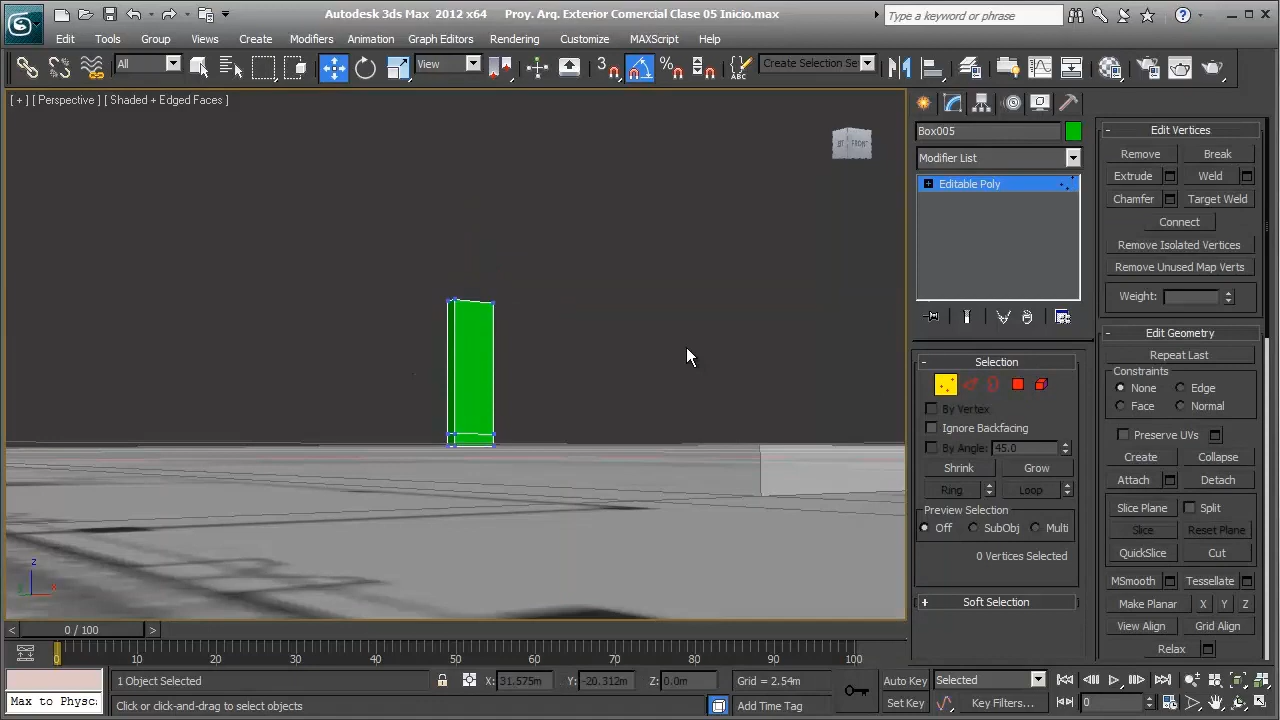 Autodesk 3ds Max 2012 x64 Proy. Arq. Exterior Comercial Clase 05 Inicio.max
Type a keyword or phrase
Edit Tools Group Views Create Modifiers Animation Graph Editors Rendering Customize MAXScript Help
All View 3 Create Selection Se
[ + ] [ Perspective ] [ Shaded + Edged Faces ]
FRONT
Box005
Modifier List
Editable Poly
Selection
By Vertex
Ignore Backfacing
By Angle: 45.0
Shrink Grow
Ring Loop
Preview Selection
Off SubObj Multi
0 Vertices Selected
Soft Selection
Edit Vertices
Remove Break
Extrude Weld
Chamfer Target Weld
Connect
Remove Isolated Vertices
Remove Unused Map Verts
Weight:
Edit Geometry
Repeat Last
Constraints
None Edge
Face Normal
Preserve UVs
Create Collapse
Attach Detach
Slice Plane Split
Slice Reset Plane
QuickSlice Cut
MSmooth Tessellate
Make Planar X Y Z
View Align Grid Align
Relax
z
x
< 0 / 100 >
0 10 20 30 40 50 60 70 80 90 100
1 Object Selected X: 31.575m Y: -20.312m Z: 0.0m Grid = 2.54m Auto Key Selected
Max to Physc: Click or click-and-drag to select objects Add Time Tag Set Key Key Filters... 0